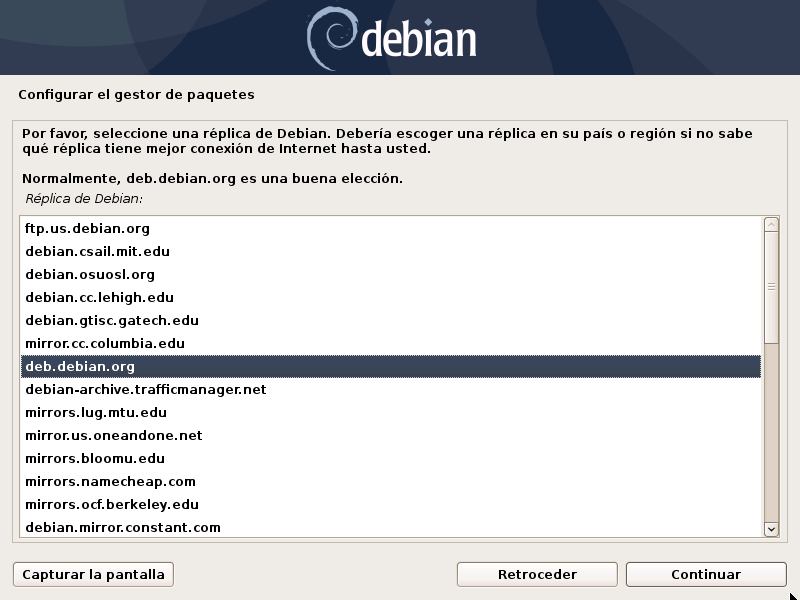 debian
Configurar el gestor de paquetes
Por favor, seleccione una réplica de Debian. Debería escoger una réplica en su país o región si no sabe
qué réplica tiene mejor conexión de Internet hasta usted.
Normalmente, deb.debian.org es una buena elección.
Réplica de Debian:
ftp.us.debian.org
debian.csail.mit.edu
debian.osuosl.org
debian.cc.lehigh.edu
debian.gtisc.gatech.edu
mirror.cc.columbia.edu
deb.debian.org
debian-archive.trafficmanager.net
mirrors.lug.mtu.edu
mirror.us.oneandone.net
mirrors.bloomu.edu
mirrors.namecheap.com
mirrors.ocf.berkeley.edu
debian.mirror.constant.com
Capturar la pantalla
Retroceder
Continuar